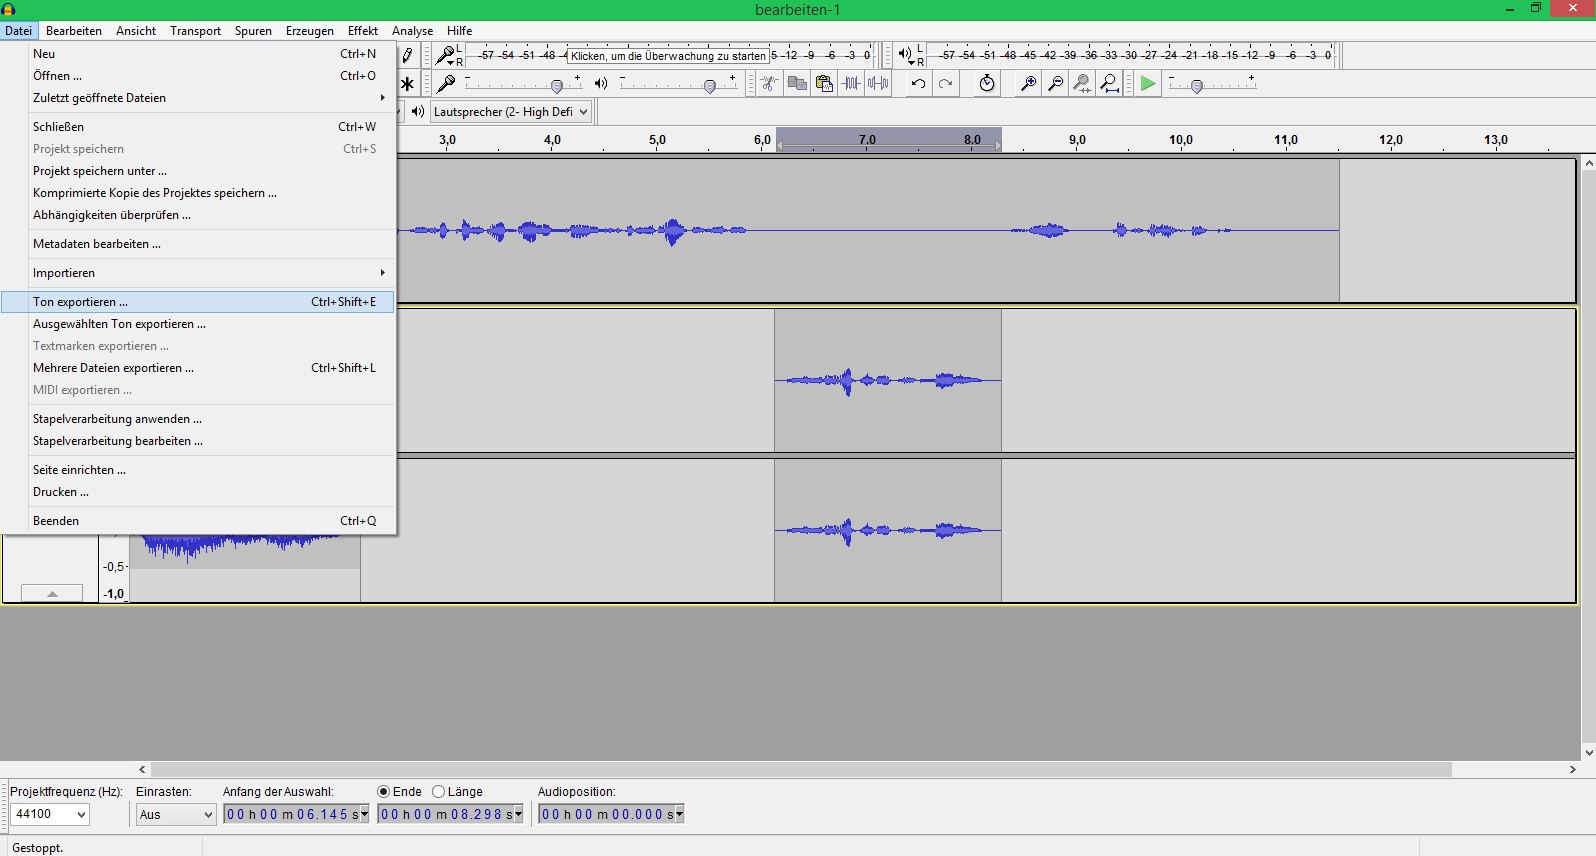 bearbeiten-1
Datei Bearbeiten Ansicht Transport Spuren Erzeugen Effekt Analyse Hilfe
L -57 -54 -51 -48 -4 Klicken, um die Überwachung zu starten 5 -12 -9 -6 -3 0
R
L -57 -54 -51 -48 -45 -42 -39 -36 -33 -30 -27 -24 -21 -18 -15 -12 -9 -6 -3 0
R
Lautsprecher (2- High Defi
3,0 4,0 5,0 6,0 7,0 8,0 9,0 10,0 11,0 12,0 13,0
Neu Ctrl+N
Öffnen ... Ctrl+O
Zuletzt geöffnete Dateien
Schließen Ctrl+W
Projekt speichern Ctrl+S
Projekt speichern unter ...
Komprimierte Kopie des Projektes speichern ...
Abhängigkeiten überprüfen ...
Metadaten bearbeiten ...
Importieren
Ton exportieren ... Ctrl+Shift+E
Ausgewählten Ton exportieren ...
Textmarken exportieren ...
Mehrere Dateien exportieren ... Ctrl+Shift+L
MIDI exportieren ...
Stapelverarbeitung anwenden ...
Stapelverarbeitung bearbeiten ...
Seite einrichten ...
Drucken ...
Beenden Ctrl+Q
-0,5
-1,0
Projektfrequenz (Hz): Einrasten: Anfang der Auswahl: Ende Länge Audioposition:
44100 Aus 00 h 00 m 06.145 s 00 h 00 m 08.298 s 00 h 00 m 00.000 s
Gestoppt.